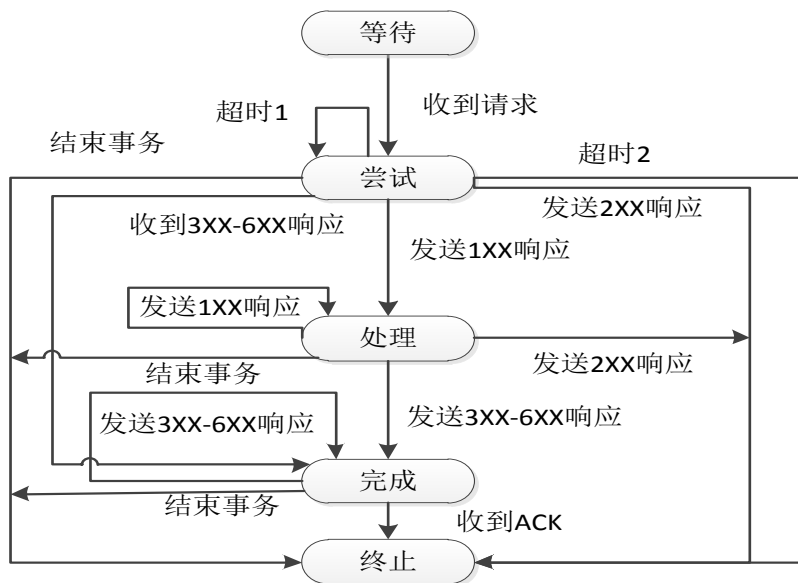 等待
收到请求
超时1
结束事务
超时2
尝试
发送2XX响应
收到3XX-6XX响应
发送1XX响应
发送1XX响应
处理
结束事务
发送2XX响应
发送3XX-6XX响应
发送3XX-6XX响应
完成
结束事务
收到ACK
终止